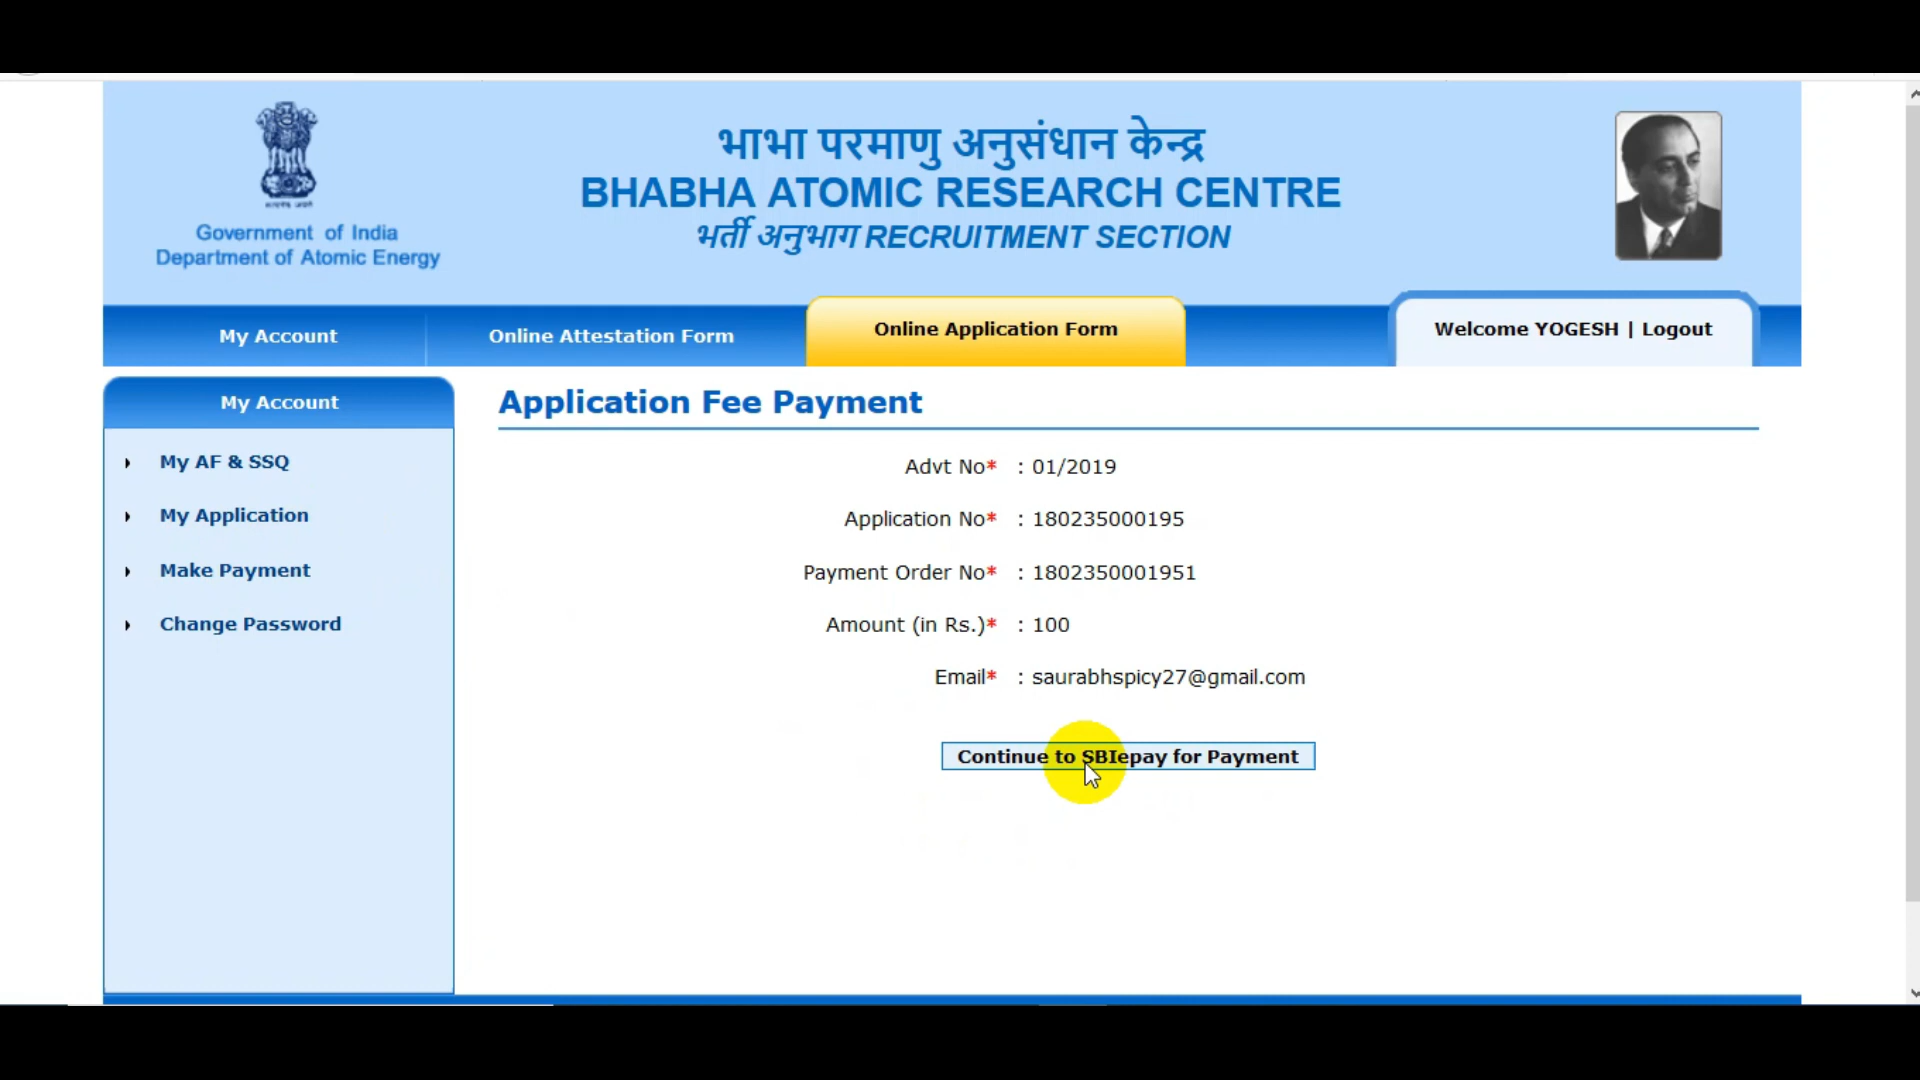 भाभा परमाणु अनुसंधान केन्द्र
BHABHA ATOMIC RESEARCH CENTRE
भर्ती अनुभाग RECRUITMENT SECTION
Government of India
Department of Atomic Energy
My Account
Online Attestation Form
Online Application Form
Welcome YOGESH | Logout
My Account
My AF & SSQ
My Application
Make Payment
Change Password
Application Fee Payment
Advt No* : 01/2019
Application No* : 180235000195
Payment Order No* : 1802350001951
Amount (in Rs.)* : 100
Email* : saurabhspicy27@gmail.com
Continue to SBIepay for Payment